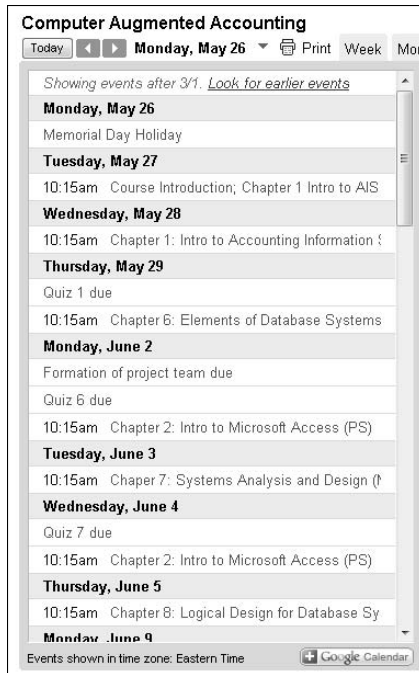 Computer Augmented Accounting
Today Monday, May 26 Print Week Mo
Showing events after 3/1. Look for earlier events
Monday, May 26
Memorial Day Holiday
Tuesday, May 27
10:15am Course Introduction; Chapter 1 Intro to AIS
Wednesday, May 28
10:15am Chapter 1: Intro to Accounting Information
Thursday, May 29
Quiz 1 due
10:15am Chapter 6: Elements of Database Systems
Monday, June 2
Formation of project team due
Quiz 6 due
10:15am Chapter 2: Intro to Microsoft Access (PS)
Tuesday, June 3
10:15am Chaper 7: Systems Analysis and Design
Wednesday, June 4
Quiz 7 due
10:15am Chapter 2: Intro to Microsoft Access (PS)
Thursday, June 5
10:15am Chapter 8: Logical Design for Database Sy
Monday, June 9
Events shown in time zone: Eastern Time
Google Calendar